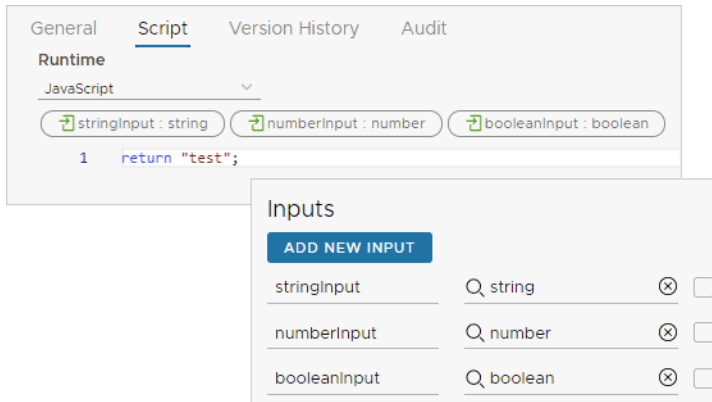 General Script Version History Audit
Runtime
JavaScript
stringInput : string numberInput : number booleanInput : boolean
1 return "test";
Inputs
ADD NEW INPUT
stringInput string
numberInput number
booleanInput boolean